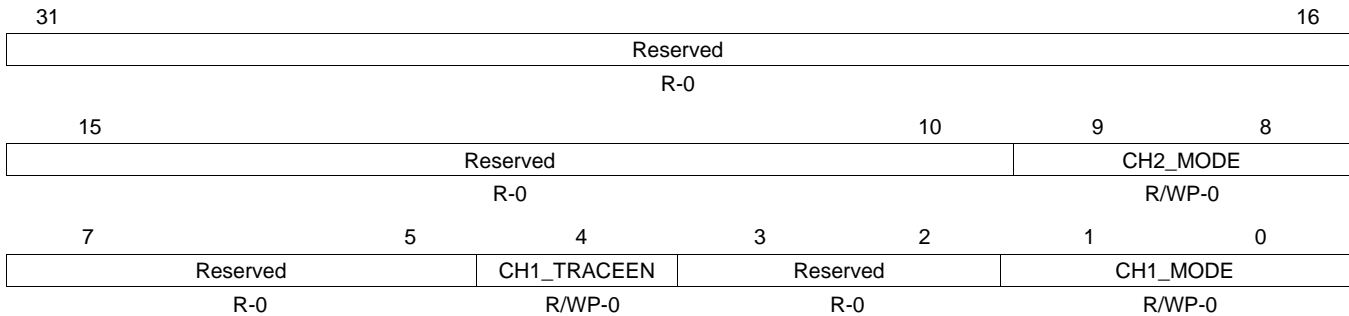 31 16
Reserved
R-0
15 10 9 8
Reserved CH2_MODE
R-0 R/WP-0
7 5 4 3 2 1 0
Reserved CH1_TRACEEN Reserved CH1_MODE
R-0 R/WP-0 R-0 R/WP-0